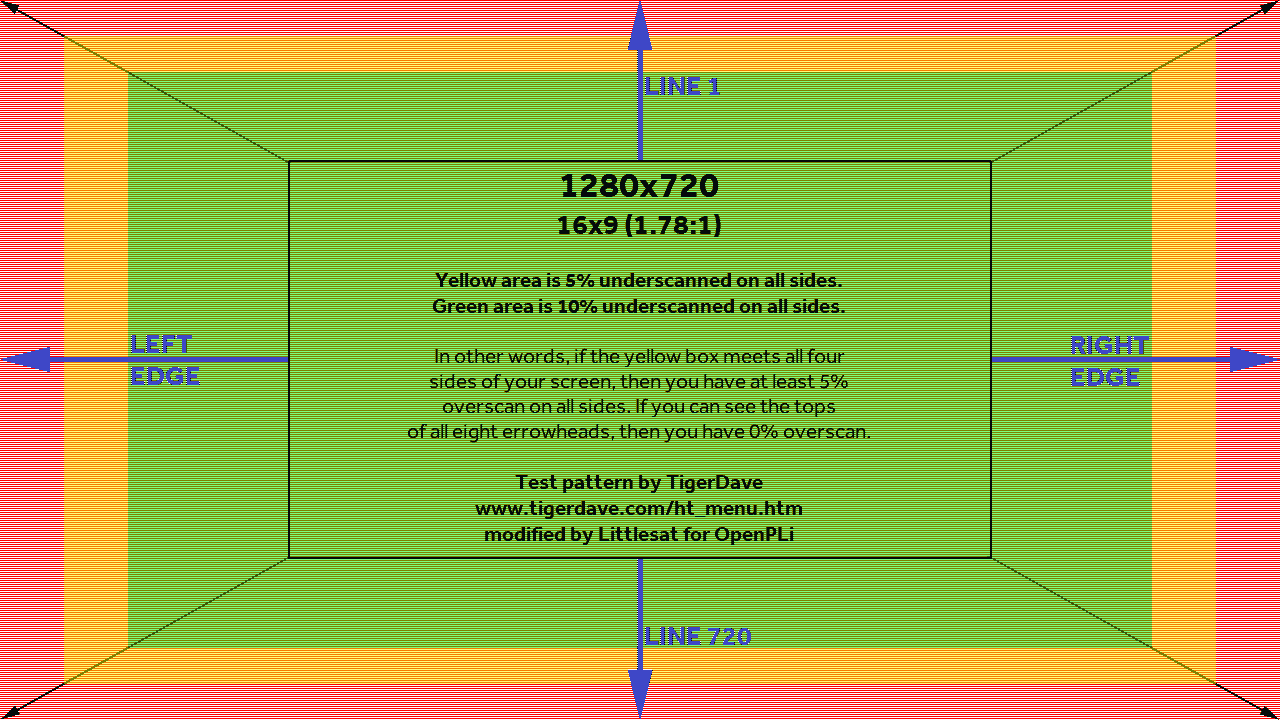 LINE 1
1280x720
16x9 (1.78:1)
Yellow area is 5% underscanned on all sides.
Green area is 10% underscanned on all sides.
LEFT
EDGE
RIGHT
EDGE
In other words, if the yellow box meets all four
sides of your screen, then you have at least 5%
overscan on all sides. If you can see the tops
of all eight errowheads, then you have 0% overscan.
Test pattern by TigerDave
www.tigerdave.com/ht_menu.htm
modified by Littlesat for OpenPLi
LINE 720